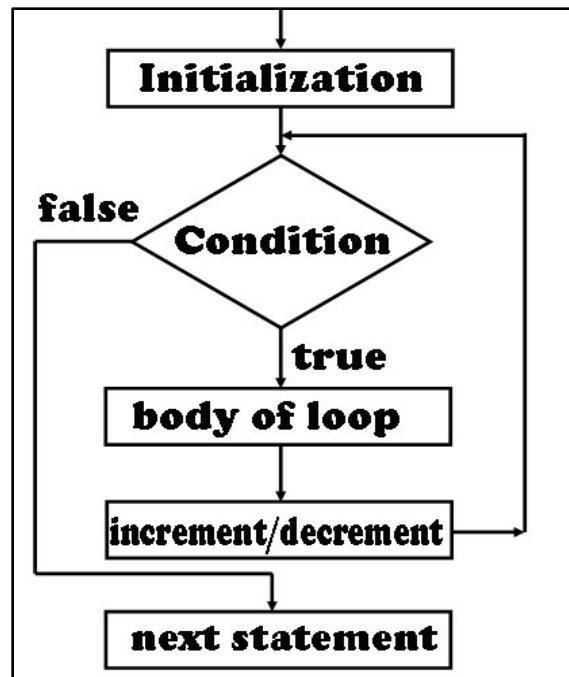 Initialization
false
Condition
true
body of loop
increment/decrement
next statement